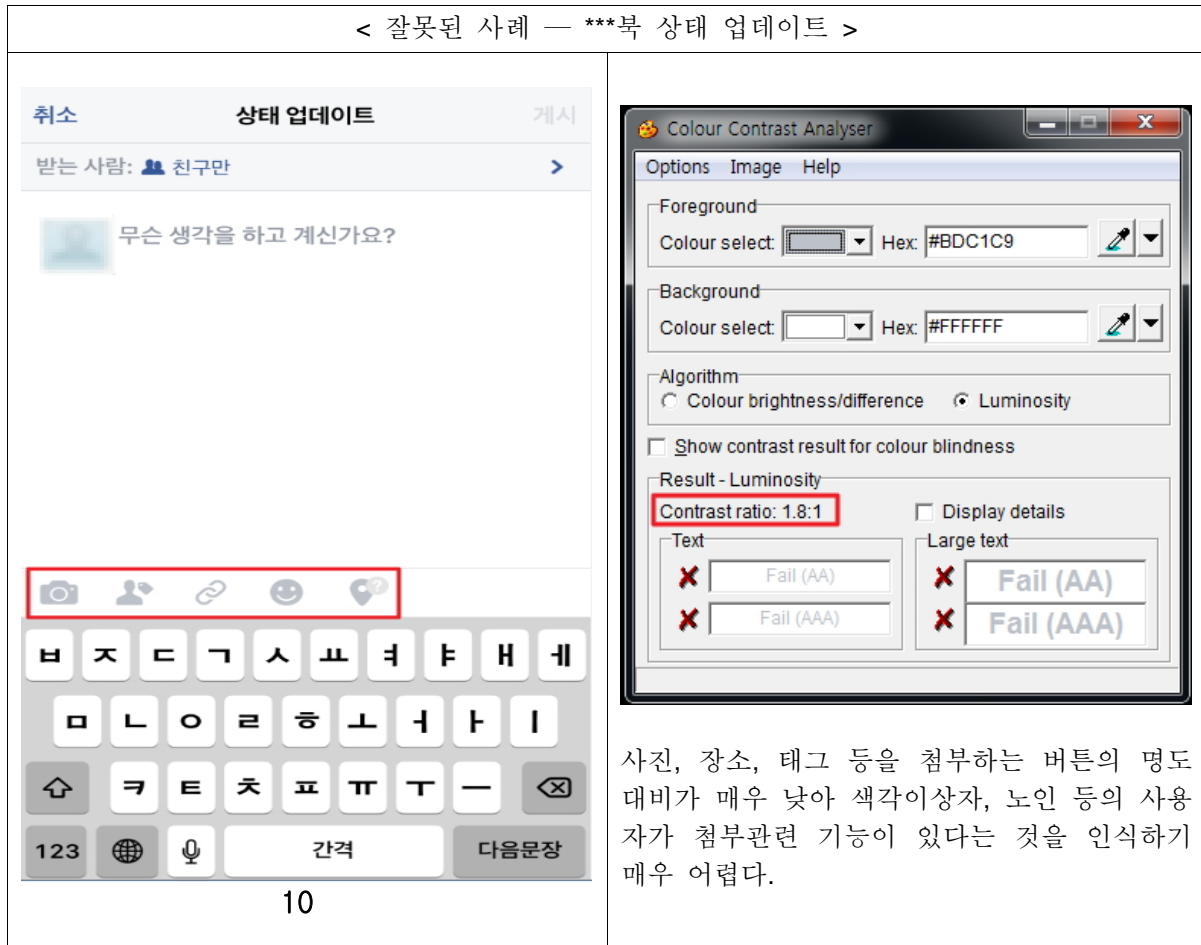 < 잘못된 사례 — ***북 상태 업데이트 >
취소 상태 업데이트 게시
받는 사람: 친구만 >
무슨 생각을 하고 계신가요?
?
ㅂ ㅈ ㄷ ㄱ ㅅ ㅛ ㅕ ㅑ ㅐ ㅔ
ㅁ ㄴ ㅇ ㄹ ㅎ ㅗ ㅓ ㅏ ㅣ
ㅋ ㅌ ㅊ ㅍ ㅠ ㅜ ㅡ
123 간격 다음문장
10
Colour Contrast Analyser
Options Image Help
Foreground
Colour select: Hex: #BDC1C9
Background
Colour select: Hex: #FFFFFF
Algorithm
Colour brightness/difference Luminosity
Show contrast result for colour blindness
Result - Luminosity
Contrast ratio: 1.8:1 Display details
Text Large text
Fail (AA) Fail (AA)
Fail (AAA) Fail (AAA)
사진, 장소, 태그 등을 첨부하는 버튼의 명도
대비가 매우 낮아 색각이상자, 노인 등의 사용
자가 첨부관련 기능이 있다는 것을 인식하기
매우 어렵다.